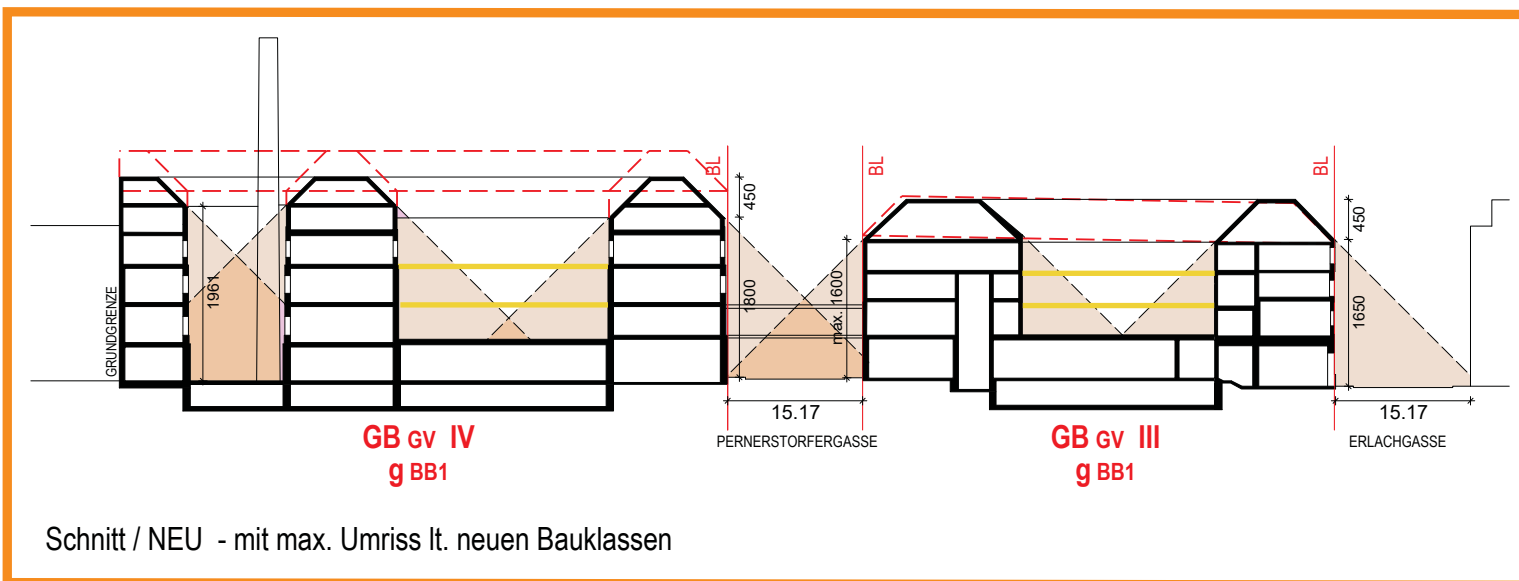 BL
BL
BL
450
450
GRUNDGRENZE
1961
1800
max. 1600
1650
15.17
15.17
PERNERSTORFERGASSE
ERLACHGASSE
GB GV IV
g BB1
GB GV III
g BB1
Schnitt / NEU - mit max. Umriss lt. neuen Bauklassen